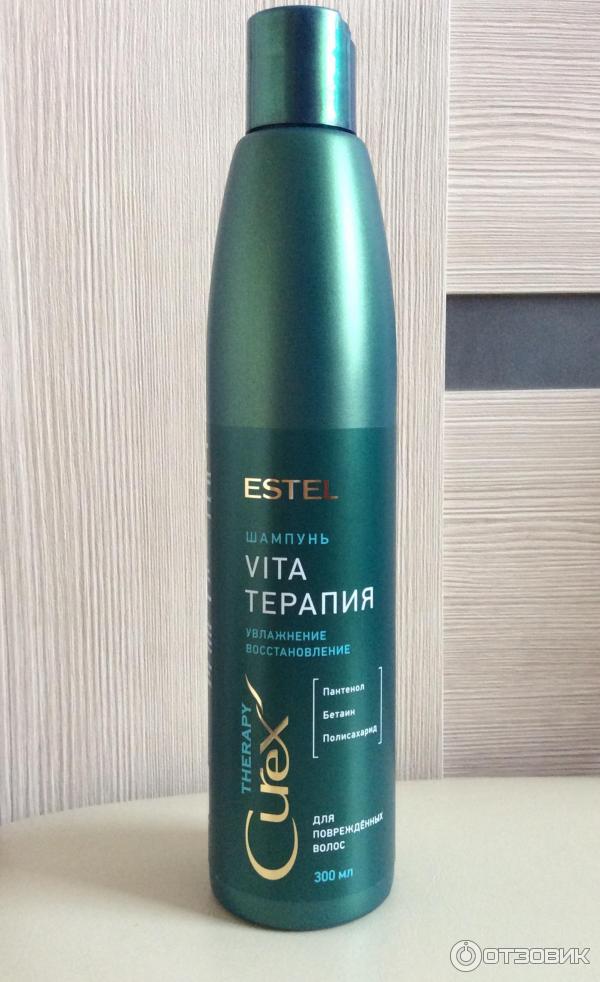 ESTEL
ШАМПУНЬ
VITA
ТЕРАПИЯ
УВЛАЖНЕНИЕ
ВОССТАНОВЛЕНИЕ
Пантенол
Бетаин
Полисахарид
THERAPY
Curex
ДЛЯ
ПОВРЕЖДЁННЫХ
ВОЛОС
300 мл
ОТЗОВИК